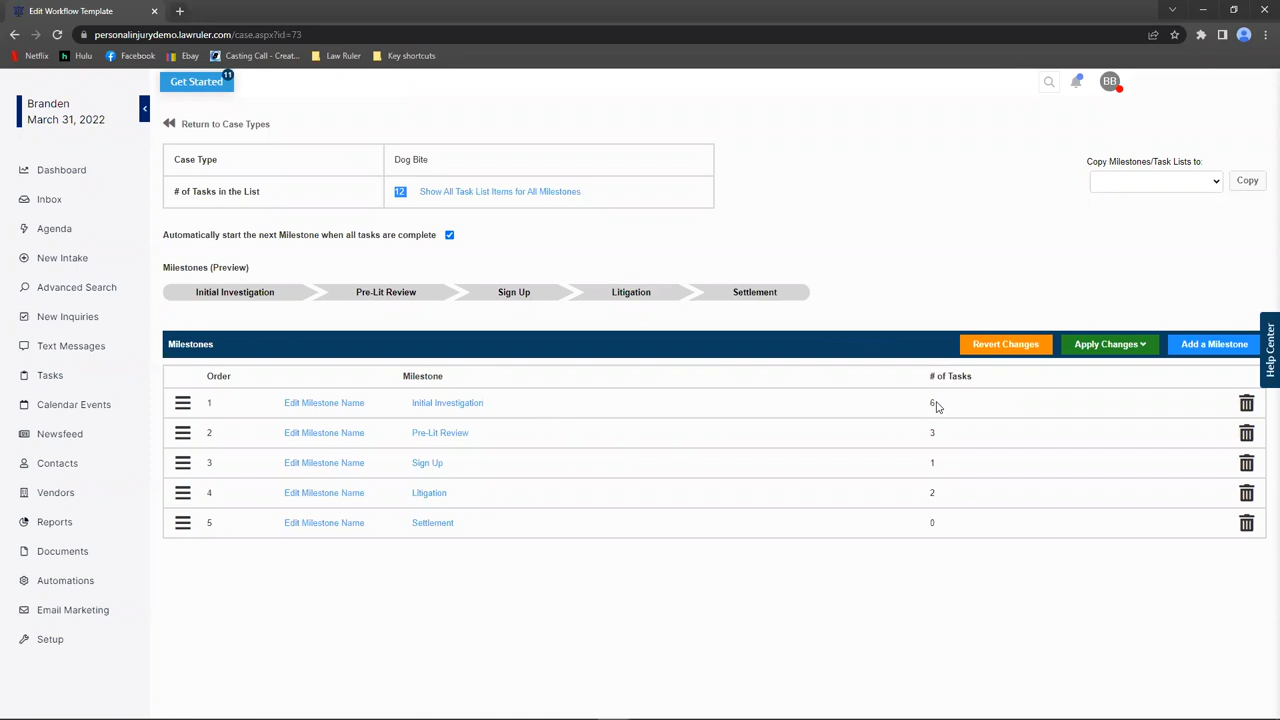 Edit Workflow Template
personalinjurydemo.lawruler.com/case.aspx?id=73
Netflix Hulu Facebook Ebay Casting Call - Creat... Law Ruler Key shortcuts
Get Started 11
BB
Branden
March 31, 2022
Dashboard
Inbox
Agenda
New Intake
Advanced Search
New Inquiries
Text Messages
Tasks
Calendar Events
Newsfeed
Contacts
Vendors
Reports
Documents
Automations
Email Marketing
Setup
Return to Case Types
Case Type Dog Bite
# of Tasks in the List 12 Show All Task List Items for All Milestones
Copy Milestones/Task Lists to:
Copy
Automatically start the next Milestone when all tasks are complete
Milestones (Preview)
Initial Investigation Pre-Lit Review Sign Up Litigation Settlement
Milestones Revert Changes Apply Changes Add a Milestone
Order Milestone # of Tasks
1 Edit Milestone Name Initial Investigation 6
2 Edit Milestone Name Pre-Lit Review 3
3 Edit Milestone Name Sign Up 1
4 Edit Milestone Name Litigation 2
5 Edit Milestone Name Settlement 0
Help Center